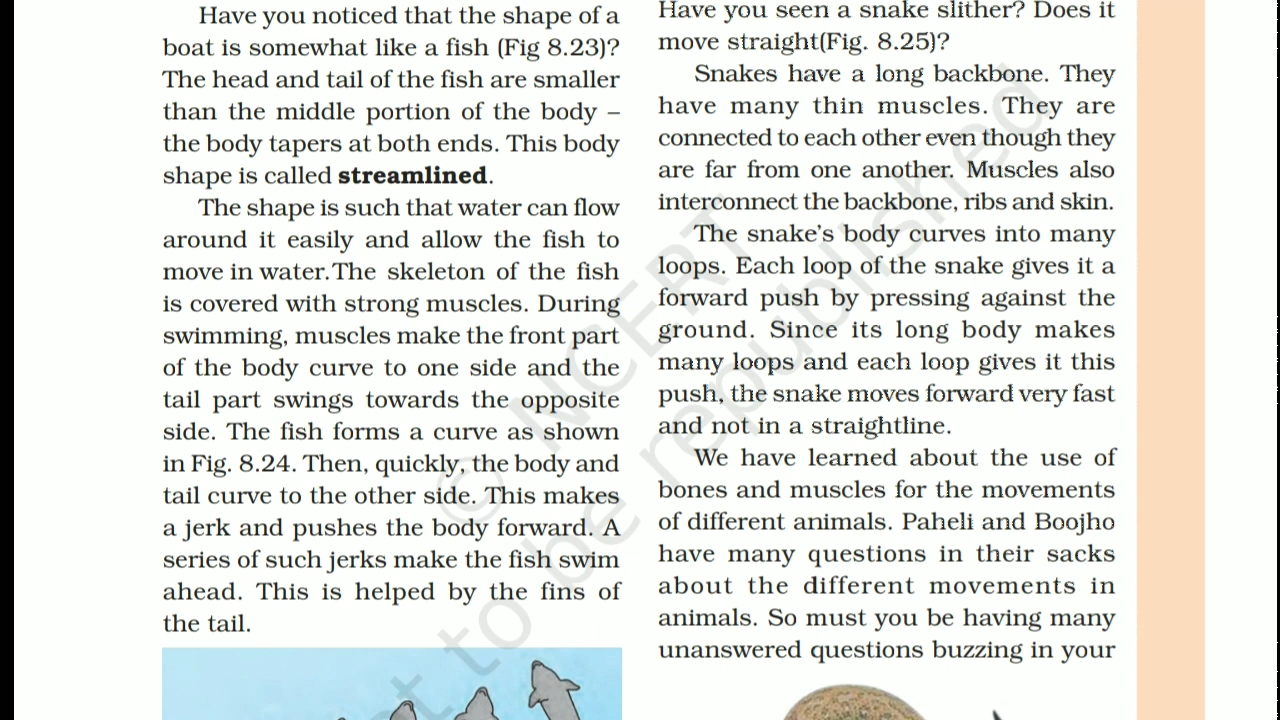 Have you noticed that the shape of a
boat is somewhat like a fish (Fig 8.23)?
The head and tail of the fish are smaller
than the middle portion of the body –
the body tapers at both ends. This body
shape is called streamlined.
The shape is such that water can flow
around it easily and allow the fish to
move in water.The skeleton of the fish
is covered with strong muscles. During
swimming, muscles make the front part
of the body curve to one side and the
tail part swings towards the opposite
side. The fish forms a curve as shown
in Fig. 8.24. Then, quickly, the body and
tail curve to the other side. This makes
a jerk and pushes the body forward. A
series of such jerks make the fish swim
ahead. This is helped by the fins of
the tail.
Have you seen a snake slither? Does it
move straight(Fig. 8.25)?
Snakes have a long backbone. They
have many thin muscles. They are
connected to each other even though they
are far from one another. Muscles also
interconnect the backbone, ribs and skin.
The snake's body curves into many
loops. Each loop of the snake gives it a
forward push by pressing against the
ground. Since its long body makes
many loops and each loop gives it this
push, the snake moves forward very fast
and not in a straightline.
We have learned about the use of
bones and muscles for the movements
of different animals. Paheli and Boojho
have many questions in their sacks
about the different movements in
animals. So must you be having many
unanswered questions buzzing in your
© NCERT
to be republished